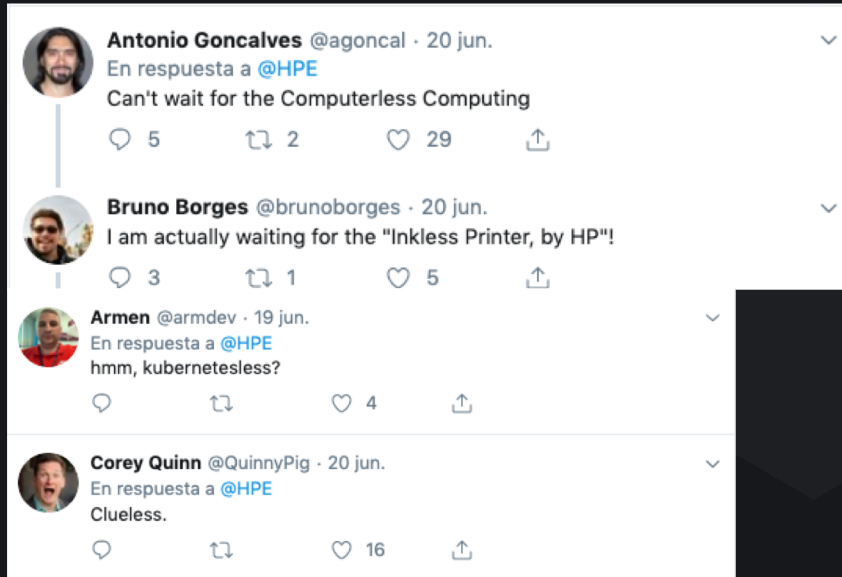 Antonio Goncalves @agoncal · 20 jun.
En respuesta a @HPE
Can't wait for the Computerless Computing
5 2 29
Bruno Borges @brunoborges · 20 jun.
I am actually waiting for the "Inkless Printer, by HP"!
3 1 5
Armen @armdev · 19 jun.
En respuesta a @HPE
hmm, kubernetesless?
4
Corey Quinn @QuinnyPig · 20 jun.
En respuesta a @HPE
Clueless.
16